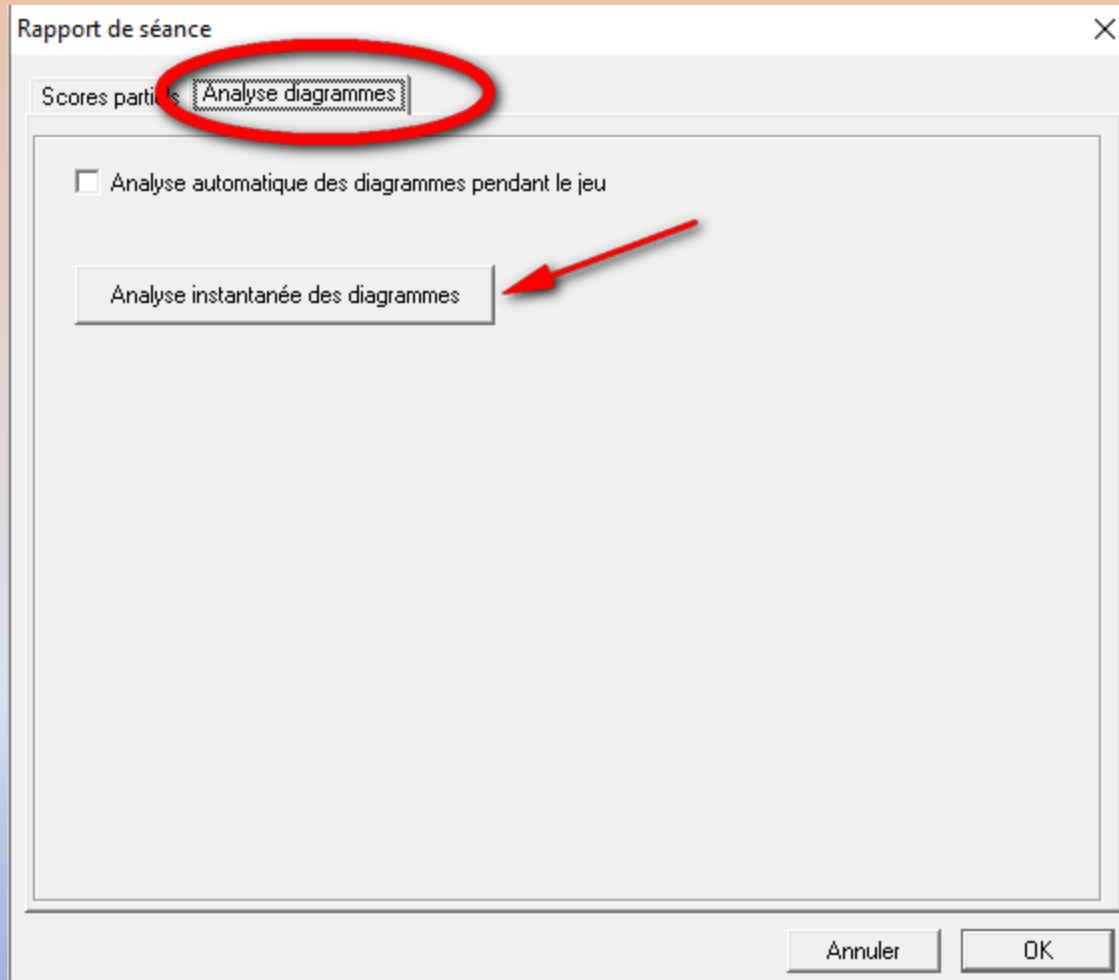 Rapport de séance
Scores partiels Analyse diagrammes
Analyse automatique des diagrammes pendant le jeu
Analyse instantanée des diagrammes
Annuler OK